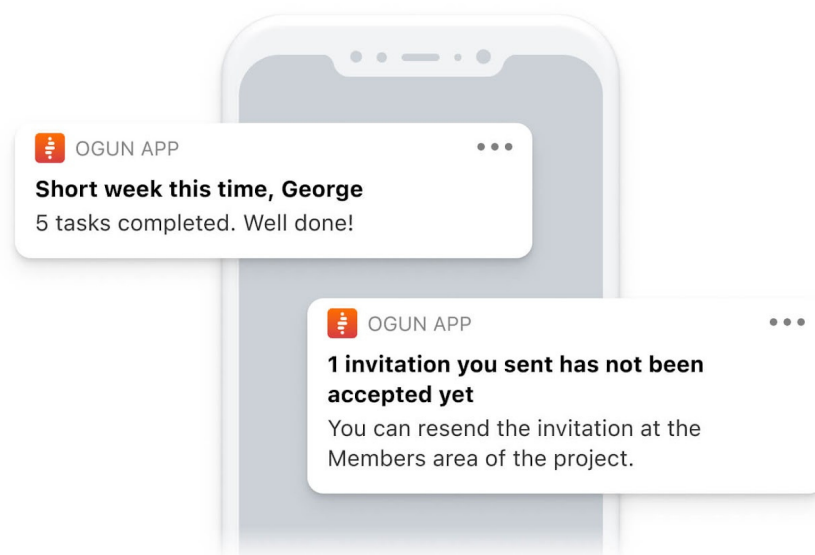 OGUN APP
Short week this time, George
5 tasks completed. Well done!
OGUN APP
1 invitation you sent has not been
accepted yet
You can resend the invitation at the
Members area of the project.